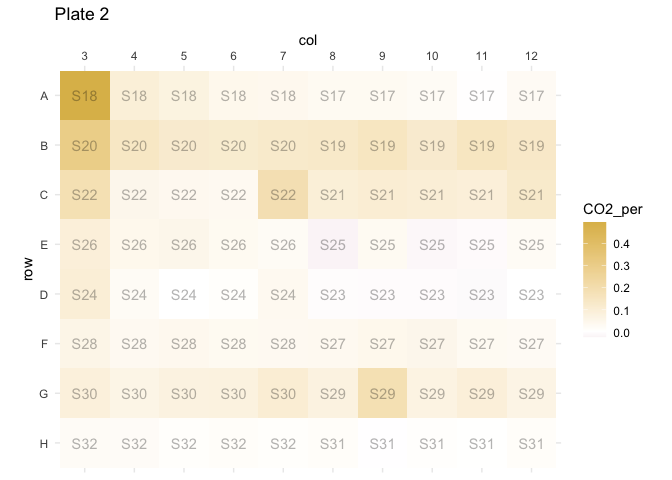 Plate 2
col
3 4 5 6 7 8 9 10 11 12
A S18 S18 S18 S18 S18 S17 S17 S17 S17 S17
B S20 S20 S20 S20 S20 S19 S19 S19 S19 S19
C S22 S22 S22 S22 S22 S21 S21 S21 S21 S21
E S26 S26 S26 S26 S26 S25 S25 S25 S25 S25
D S24 S24 S24 S24 S24 S23 S23 S23 S23 S23
F S28 S28 S28 S28 S28 S27 S27 S27 S27 S27
G S30 S30 S30 S30 S30 S29 S29 S29 S29 S29
H S32 S32 S32 S32 S32 S31 S31 S31 S31 S31
row
CO2_per
0.4
0.3
0.2
0.1
0.0